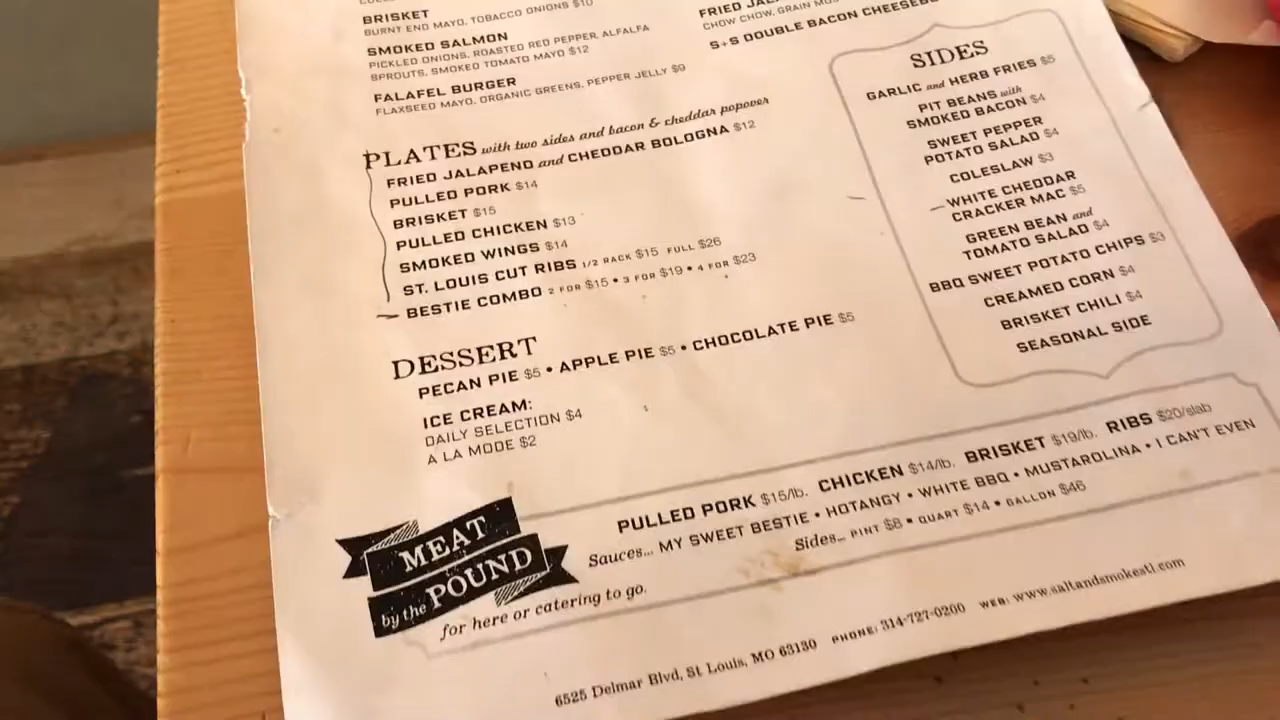 BRISKET
BURNT END MAYO, TOBACCO ONIONS $10
SMOKED SALMON
PICKLED ONIONS, ROASTED RED PEPPER, ALFALFA
SPROUTS, SMOKED TOMATO MAYO $12
FALAFEL BURGER
FLAXSEED MAYO, ORGANIC GREENS, PEPPER JELLY $9
CHOW CHOW, GRAIN
S+S DOUBLE BACON
PLATES with two sides and bacon & cheddar popover
FRIED JALAPENO and CHEDDAR BOLOGNA $12
PULLED PORK $14
BRISKET $15
PULLED CHICKEN $13
SMOKED WINGS $14
ST. LOUIS CUT RIBS 1/2 RACK $15 FULL $26
BESTIE COMBO 2 FOR $15 • 3 FOR $19 • 4 FOR $23
DESSERT
PECAN PIE $5 • APPLE PIE $5 • CHOCOLATE PIE $5
ICE CREAM:
DAILY SELECTION $4
A LA MODE $2
SIDES
GARLIC and HERB FRIES $5
PIT BEANS with
SMOKED BACON $4
SWEET PEPPER
POTATO SALAD $4
COLESLAW $3
WHITE CHEDDAR
CRACKER MAC $5
GREEN BEAN and
TOMATO SALAD $4
BBQ SWEET POTATO CHIPS $3
CREAMED CORN $4
BRISKET CHILI $4
SEASONAL SIDE
MEAT
by the POUND
for here or catering to go.
PULLED PORK $15/lb. CHICKEN $14/lb. BRISKET $19/lb. RIBS $20/slab
Sauces... MY SWEET BESTIE • HOTANGY • WHITE BBQ • MUSTAROLINA • I CAN'T EVEN
Sides... PINT $8 • QUART $14 • GALLON $46
6525 Delmar Blvd, St Louis, MO 63130 PHONE: 314-727-0200 WEB: www.saltandsmokestl.com